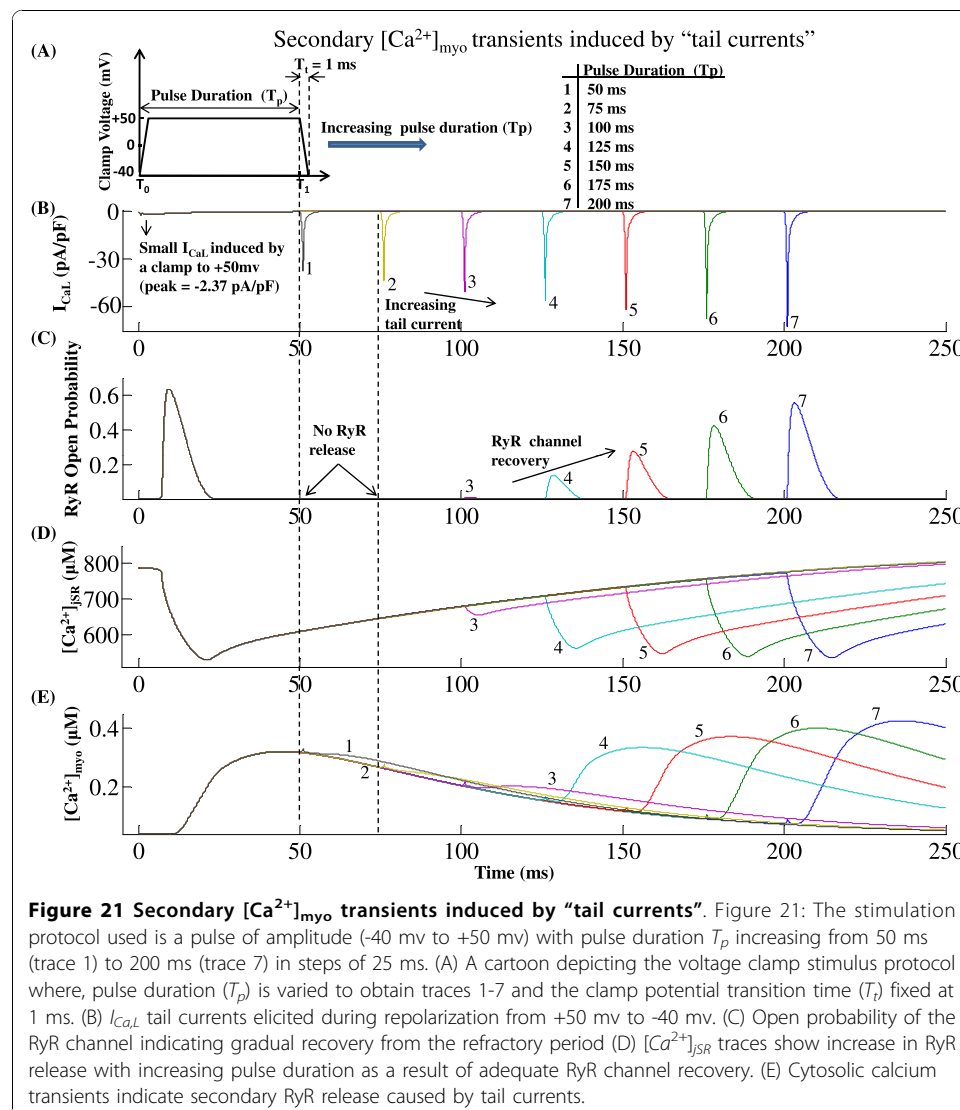 Secondary [Ca²⁺]myo transients induced by “tail currents”
(A)
Tt = 1 ms
Pulse Duration (Tp)
Clamp Voltage (mV)
+50
0
-40
T0
T1
Increasing pulse duration (Tp)
Pulse Duration (Tp)
1 50 ms
2 75 ms
3 100 ms
4 125 ms
5 150 ms
6 175 ms
7 200 ms
(B)
ICaL (pA/pF)
0
-30
-60
Small ICaL induced by
a clamp to +50mv
(peak = -2.37 pA/pF)
1
2
3
4
5
6
7
Increasing
tail current
0 50 100 150 200 250
(C)
RyR Open Probability
0.6
0.4
0.2
No RyR
release
RyR channel
recovery
3
4
5
6
7
0 50 100 150 200 250
(D)
[Ca²⁺]jSR (µM)
800
700
600
3
4
5
6
7
0 50 100 150 200 250
(E)
[Ca²⁺]myo (µM)
0.4
0.2
1
2
3
4
5
6
7
0 50 100 150 200 250
Time (ms)
Figure 21 Secondary [Ca²⁺]myo transients induced by “tail currents”. Figure 21: The stimulation
protocol used is a pulse of amplitude (-40 mv to +50 mv) with pulse duration Tp increasing from 50 ms
(trace 1) to 200 ms (trace 7) in steps of 25 ms. (A) A cartoon depicting the voltage clamp stimulus protocol
where, pulse duration (Tp) is varied to obtain traces 1-7 and the clamp potential transition time (Tt) fixed at
1 ms. (B) ICa,L tail currents elicited during repolarization from +50 mv to -40 mv. (C) Open probability of the
RyR channel indicating gradual recovery from the refractory period (D) [Ca²⁺]jSR traces show increase in RyR
release with increasing pulse duration as a result of adequate RyR channel recovery. (E) Cytosolic calcium
transients indicate secondary RyR release caused by tail currents.